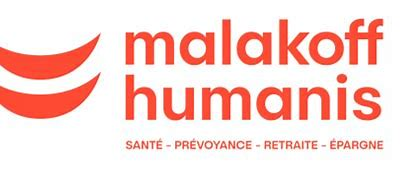 malakoff
humanis
SANTÉ - PRÉVOYANCE - RETRAITE - ÉPARGNE